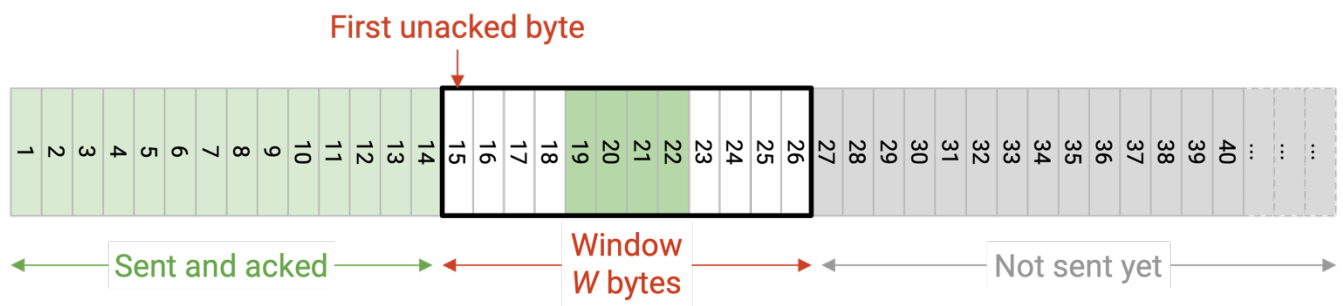 First unacked byte
1 2 3 4 5 6 7 8 9 10 11 12 13 14 15 16 17 18 19 20 21 22 23 24 25 26 27 28 29 30 31 32 33 34 35 36 37 38 39 40 ... ... ...
Sent and acked
Window
W bytes
Not sent yet